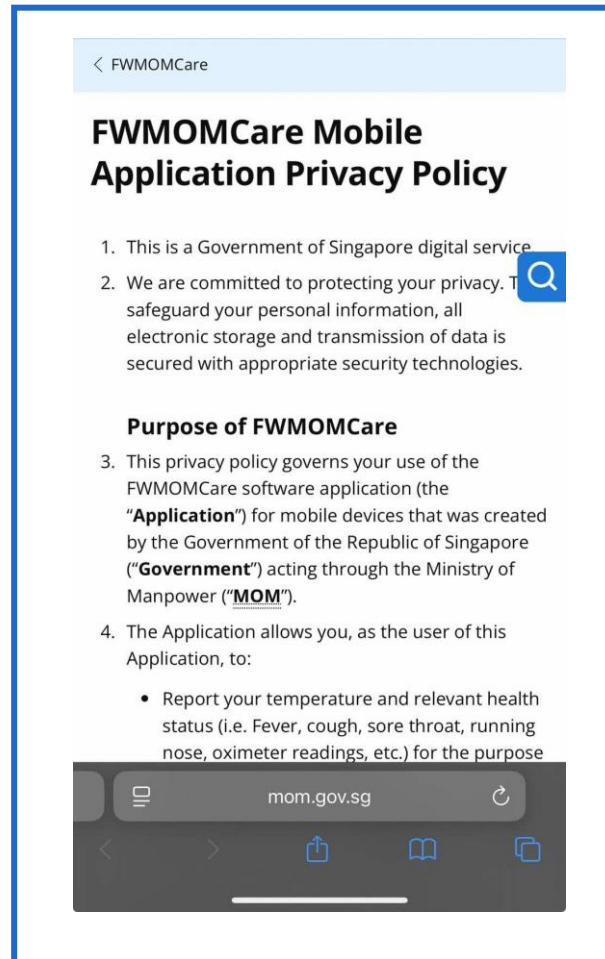 FWMOMCare
FWMOMCare Mobile
Application Privacy Policy
1. This is a Government of Singapore digital service.
2. We are committed to protecting your privacy. T
safeguard your personal information, all
electronic storage and transmission of data is
secured with appropriate security technologies.
Purpose of FWMOMCare
3. This privacy policy governs your use of the
FWMOMCare software application (the
“Application”) for mobile devices that was created
by the Government of the Republic of Singapore
(“Government”) acting through the Ministry of
Manpower (“MOM”).
4. The Application allows you, as the user of this
Application, to:
• Report your temperature and relevant health
status (i.e. Fever, cough, sore throat, running
nose, oximeter readings, etc.) for the purpose
mom.gov.sg